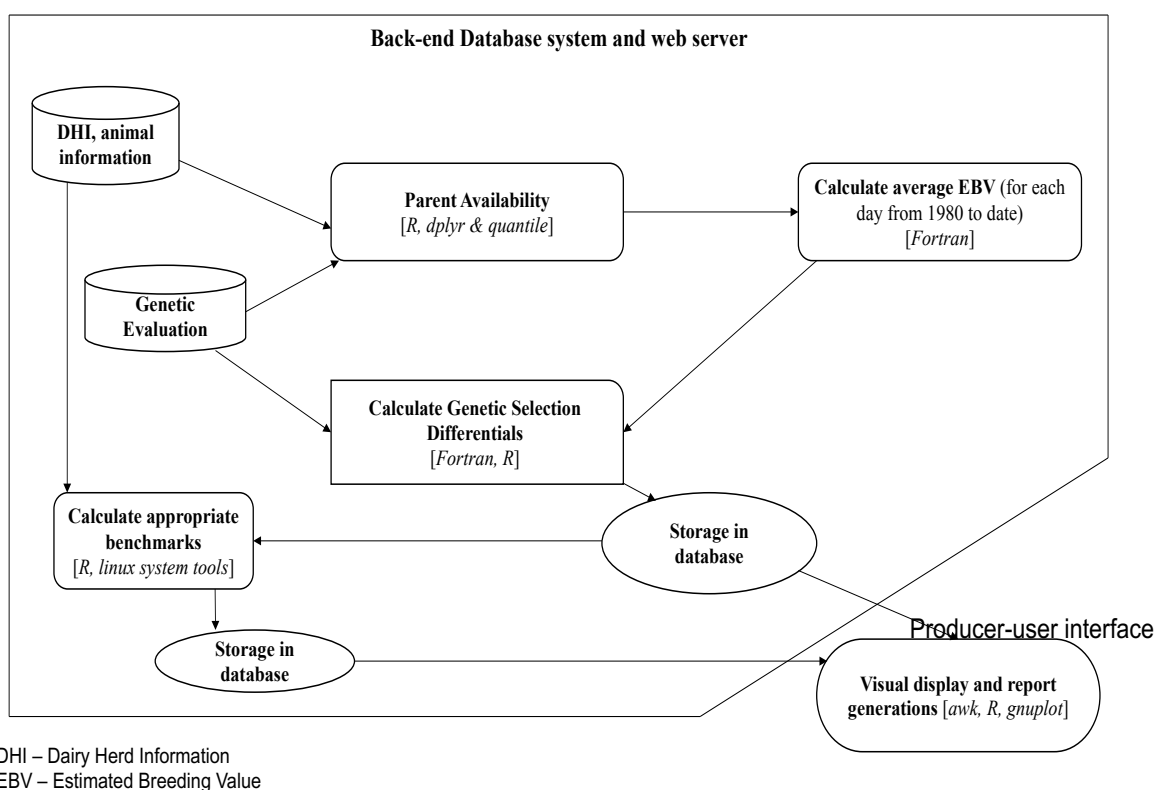 Back-end Database system and web server
DHI, animal
information
Parent Availability
[R, dplyr & quantile]
Calculate average EBV (for each
day from 1980 to date)
[Fortran]
Genetic
Evaluation
Calculate Genetic Selection
Differentials
[Fortran, R]
Calculate appropriate
benchmarks
[R, linux system tools]
Storage in
database
Producer-user interface
Storage in
database
Visual display and report
generations [awk, R, gnuplot]
DHI – Dairy Herd Information
EBV – Estimated Breeding Value